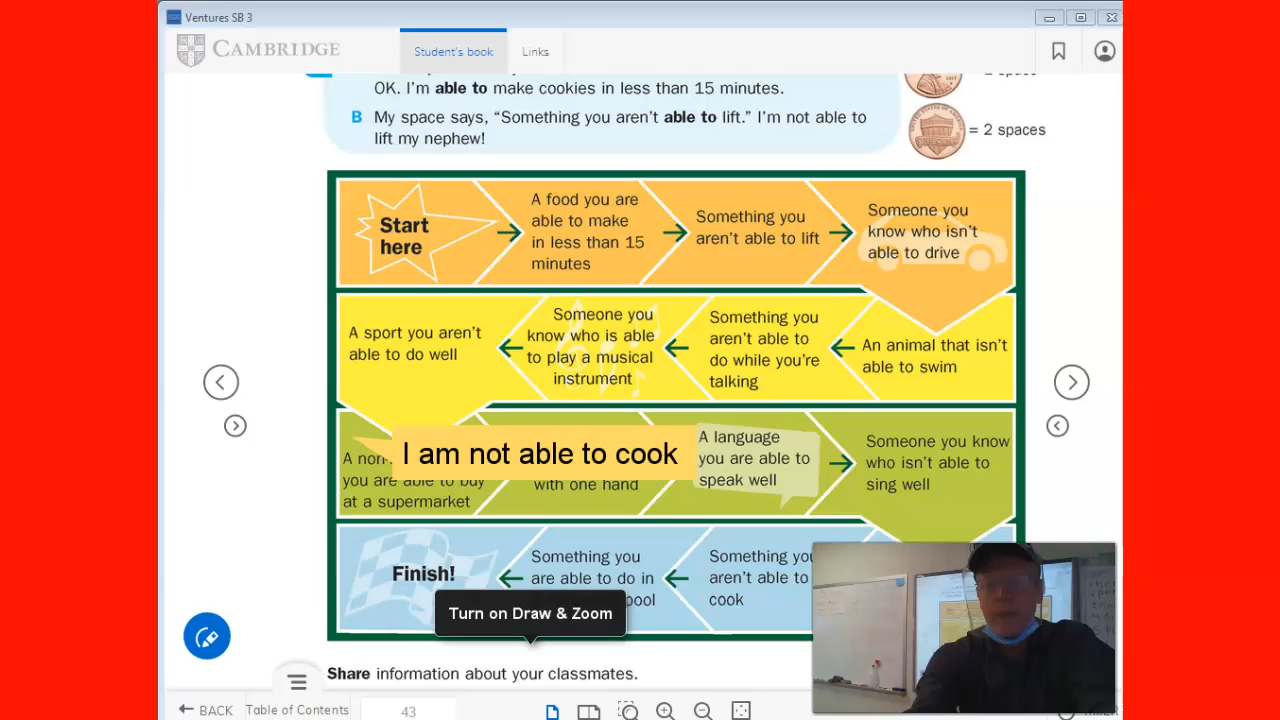 Ventures SB 3
CAMBRIDGE
Student's book
Links
OK. I'm able to make cookies in less than 15 minutes.
B My space says, “Something you aren't able to lift.” I'm not able to
lift my nephew!
= 2 spaces
Start
here
A food you are
able to make
in less than 15
minutes
Something you
aren't able to lift
Someone you
know who isn't
able to drive
A sport you aren't
able to do well
Someone you
know who is able
to play a musical
instrument
Something you
aren't able to
do while you're
talking
An animal that isn't
able to swim
you are able to buy
at a supermarket
I am not able to cook
with one hand
A language
you are able to
speak well
Someone you know
who isn't able to
sing well
Finish!
Something you
are able to do in
pool
Something you
aren't able to
cook
Turn on Draw & Zoom
Share information about your classmates.
BACK
Table of Contents
43